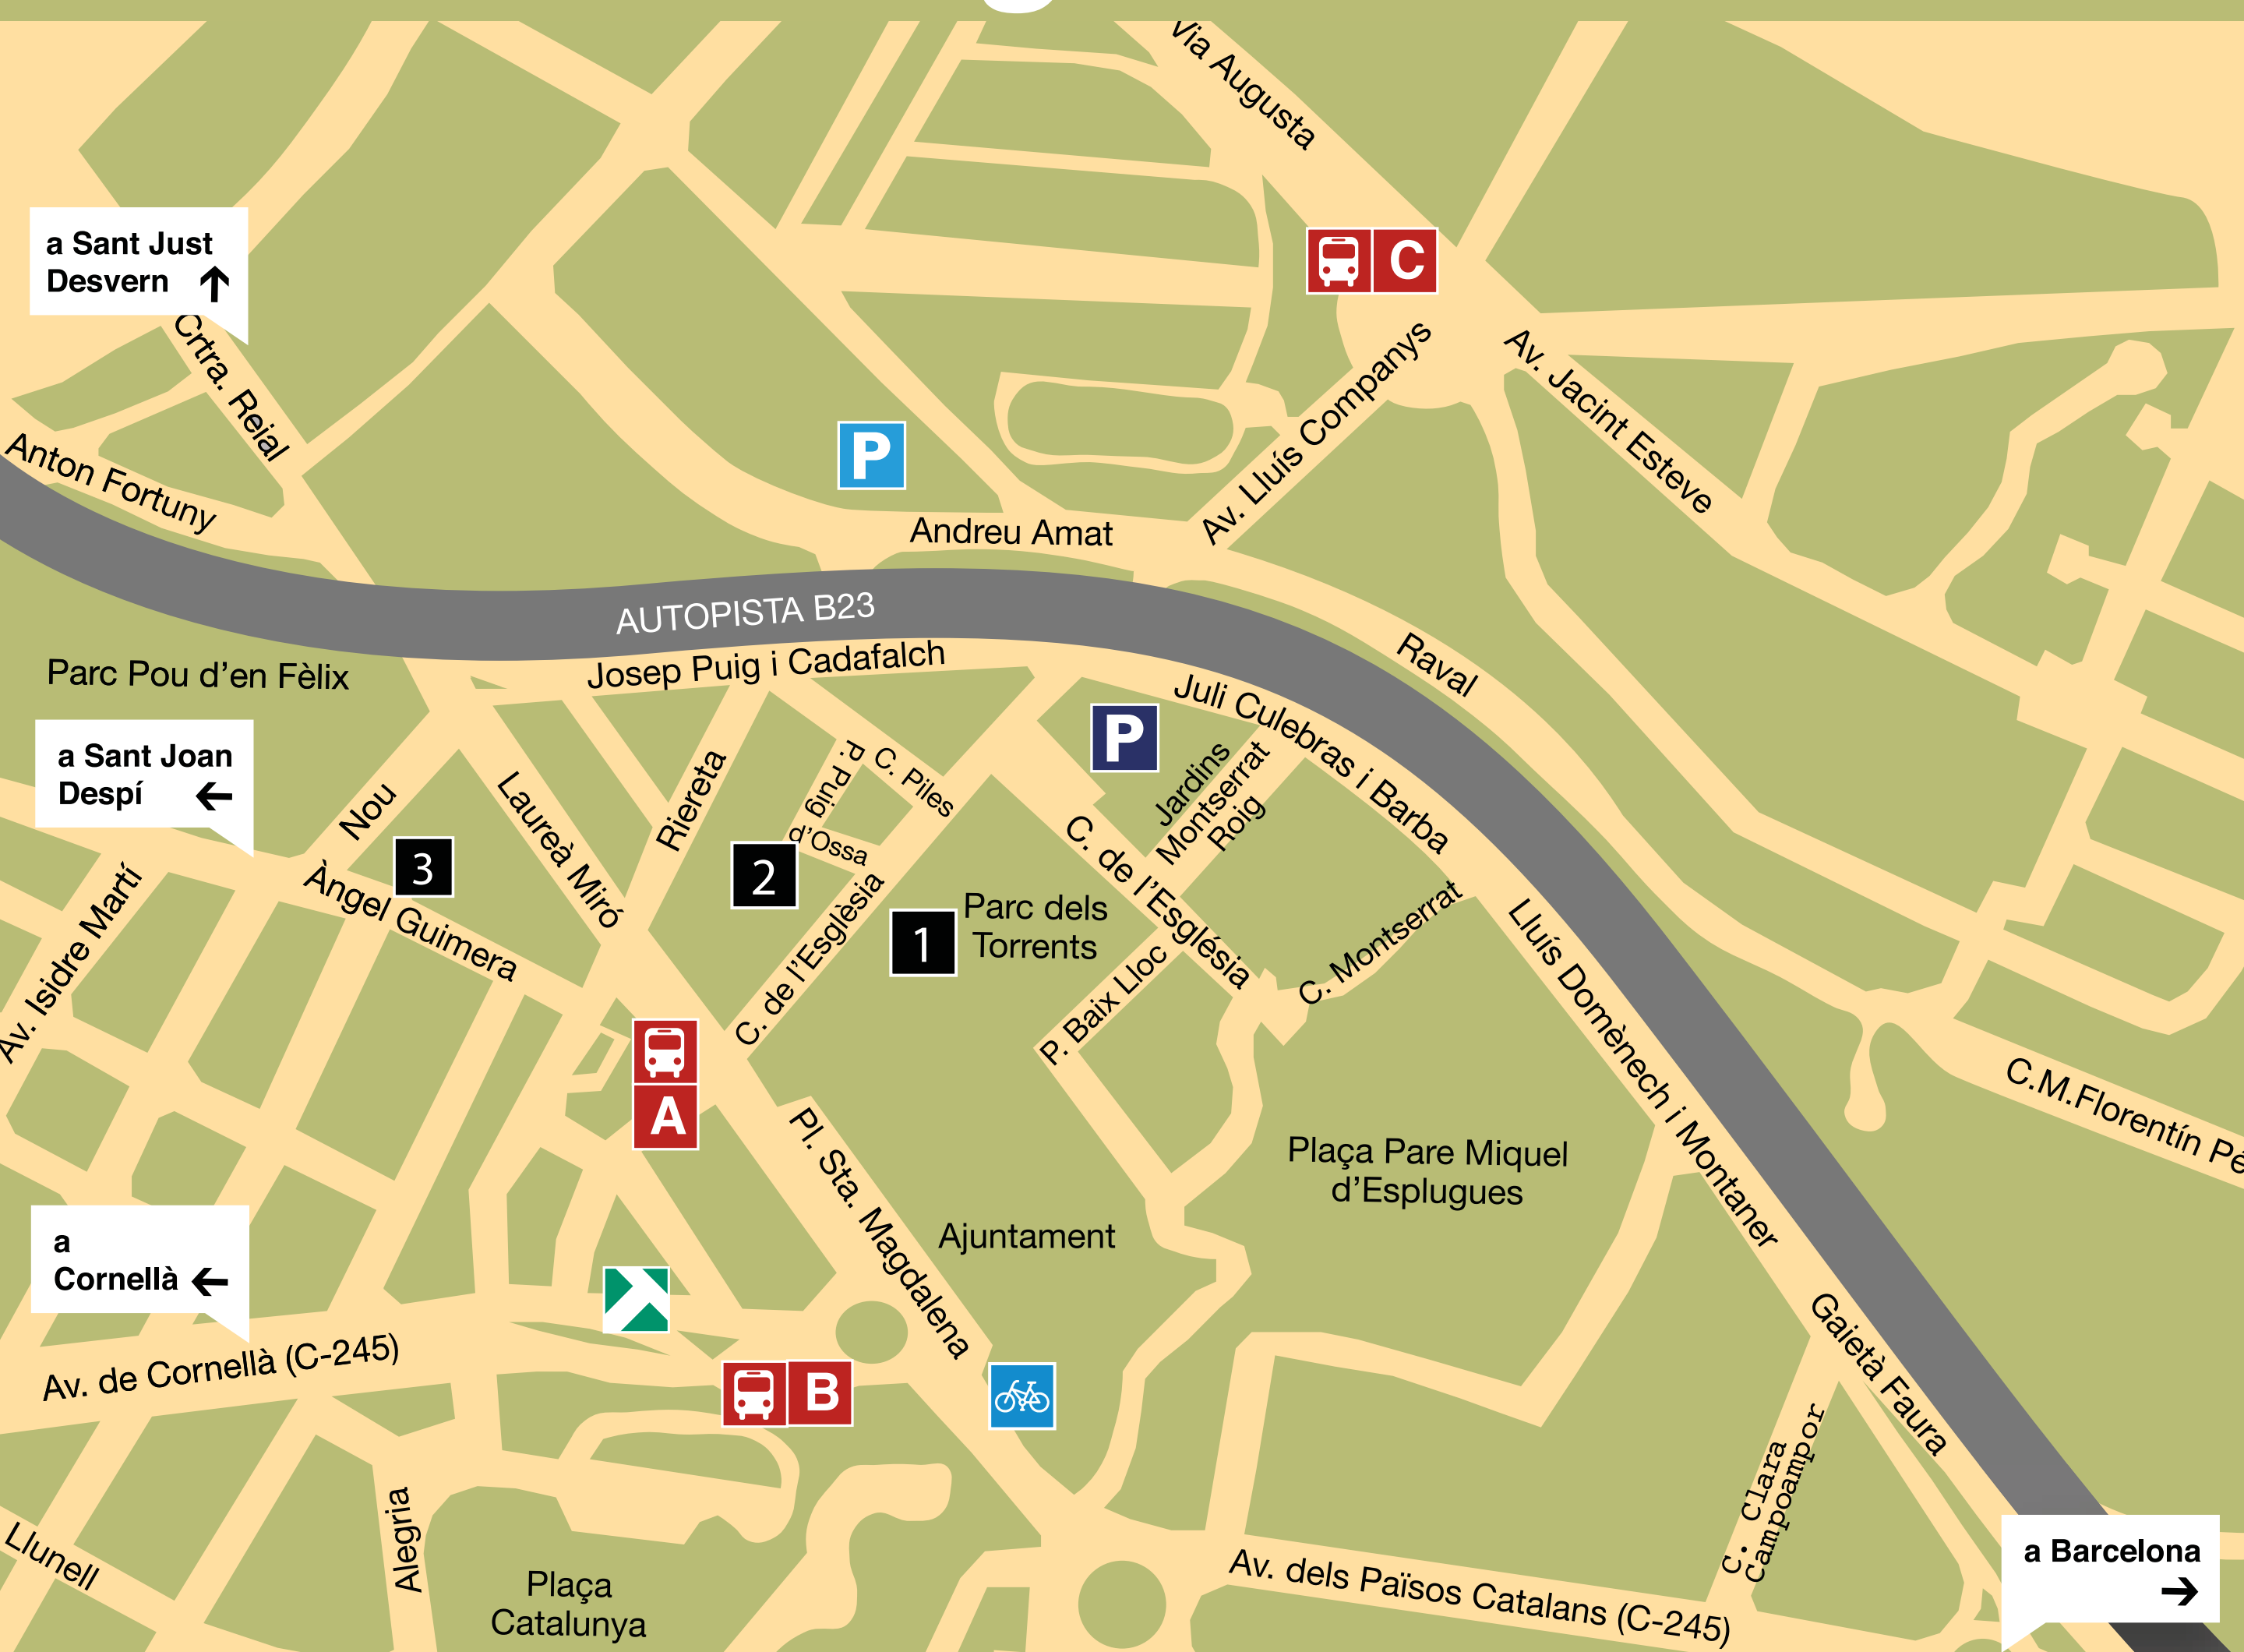 Via Augusta
a Sant Just
Desvern
C
Crtra. Reial
Av. Lluís Companys
Av. Jacint Esteve
Anton Fortuny
P
Andreu Amat
AUTOPISTA B23
Parc Pou d'en Fèlix
Josep Puig i Cadafalch
Raval
Juli Culebras i Barba
P
a Sant Joan
Despí
Nou
Laureà Miró
Riereta
P. Puig
d'Ossa
C. Piles
Jardins
Montserrat
Roig
3
2
1
Àngel Guimera
Av. Isidre Martí
C. de l'Esglèsia
Parc dels
Torrents
C. de l'Església
P. Baix Lloc
C. Montserrat
Lluís Domènech i Montaner
A
C.M.Florentín Pé
Pl. Sta. Magdalena
Plaça Pare Miquel
d'Esplugues
Ajuntament
a
Cornellà
Av. de Cornellà (C-245)
B
Gaietà Faura
C. Clara
Campoampor
Llunell
Alegria
Plaça
Catalunya
Av. dels Països Catalans (C-245)
a Barcelona